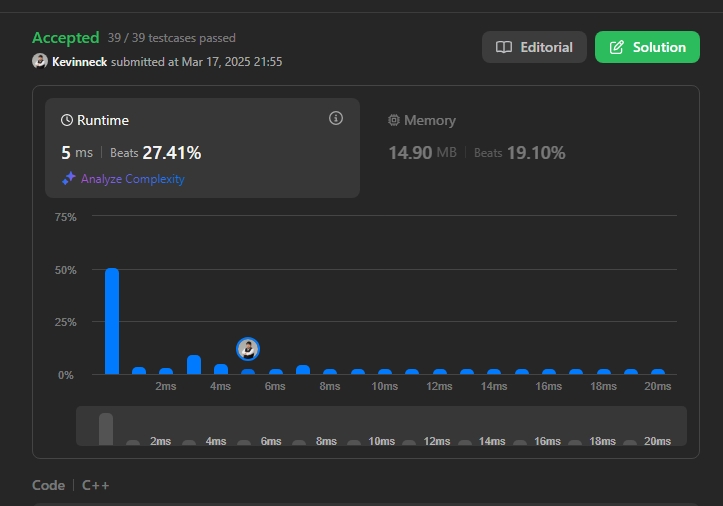 Accepted 39 / 39 testcases passed
Editorial
Solution
Kevinneck submitted at Mar 17, 2025 21:55
Runtime
5 ms | Beats 27.41%
Analyze Complexity
Memory
14.90 MB | Beats 19.10%
75%
50%
25%
0%
2ms 4ms 6ms 8ms 10ms 12ms 14ms 16ms 18ms 20ms
2ms 4ms 6ms 8ms 10ms 12ms 14ms 16ms 18ms 20ms
Code | C++